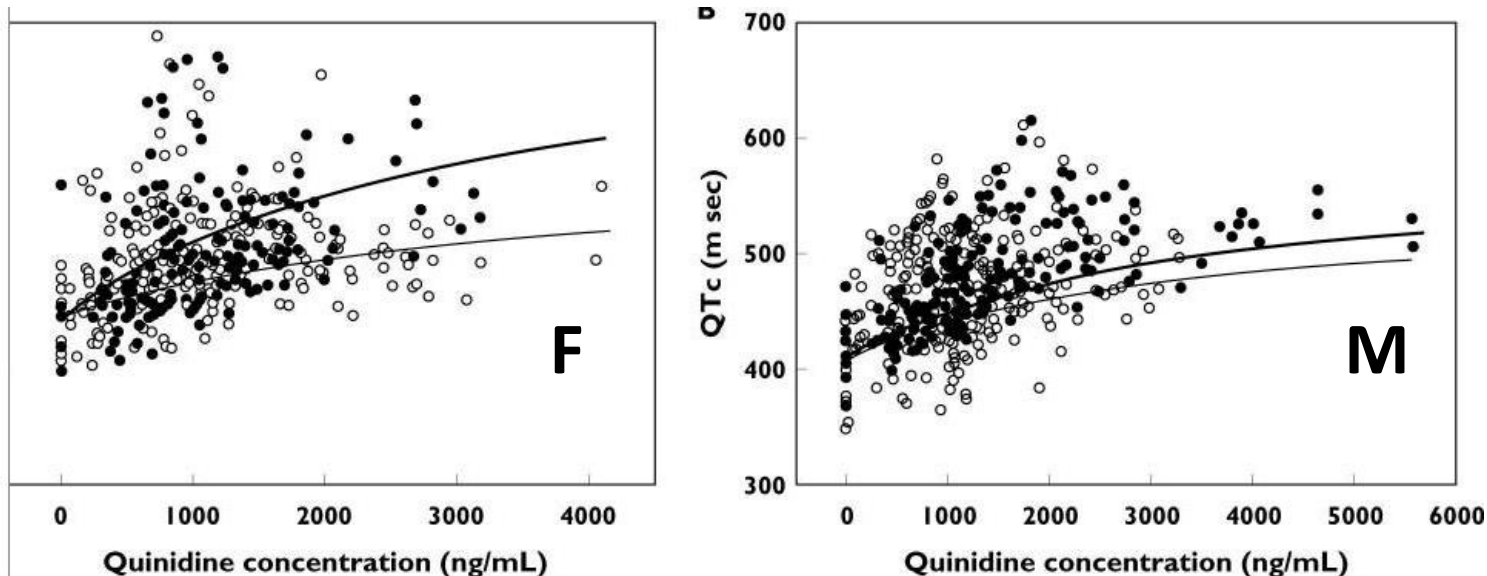 B
F
0 1000 2000 3000 4000
Quinidine concentration (ng/mL)
700
600
500
400
300
QTc (m sec)
M
0 1000 2000 3000 4000 5000 6000
Quinidine concentration (ng/mL)